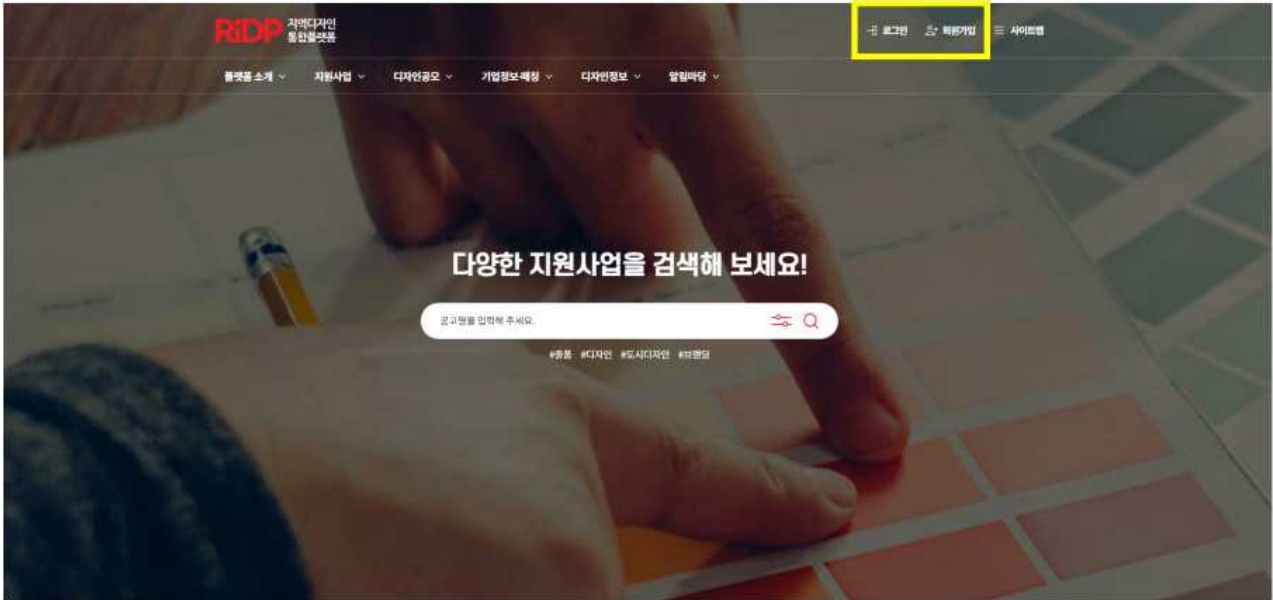 RiDP 지역디자인
통합플랫폼
로그인 회원가입 사이트맵
플랫폼 소개 지원사업 디자인공모 기업정보·매칭 디자인정보 알림마당
다양한 지원사업을 검색해 보세요!
공고명을 입력해 주세요.
#품품 #디자인 #도시디자인 #브랜딩